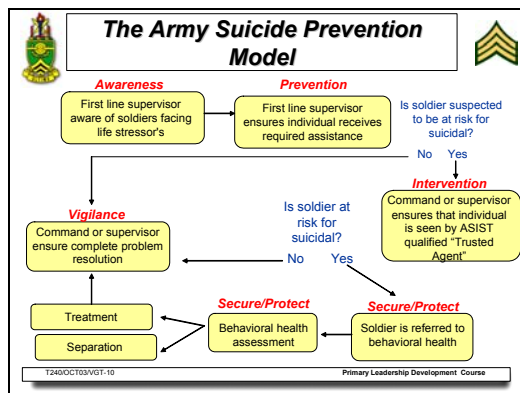 The Army Suicide Prevention
Model
Awareness
First line supervisor
aware of soldiers facing
life stressor's
Prevention
First line supervisor
ensures individual receives
required assistance
Is soldier suspected
to be at risk for
suicidal?
No Yes
Intervention
Command or supervisor
ensures that individual
is seen by ASIST
qualified "Trusted
Agent"
Vigilance
Command or supervisor
ensure complete problem
resolution
Is soldier at
risk for
suicidal?
No Yes
Secure/Protect
Soldier is referred to
behavioral health
Secure/Protect
Behavioral health
assessment
Treatment
Separation
T240/OCT03/VGT-10
Primary Leadership Development Course